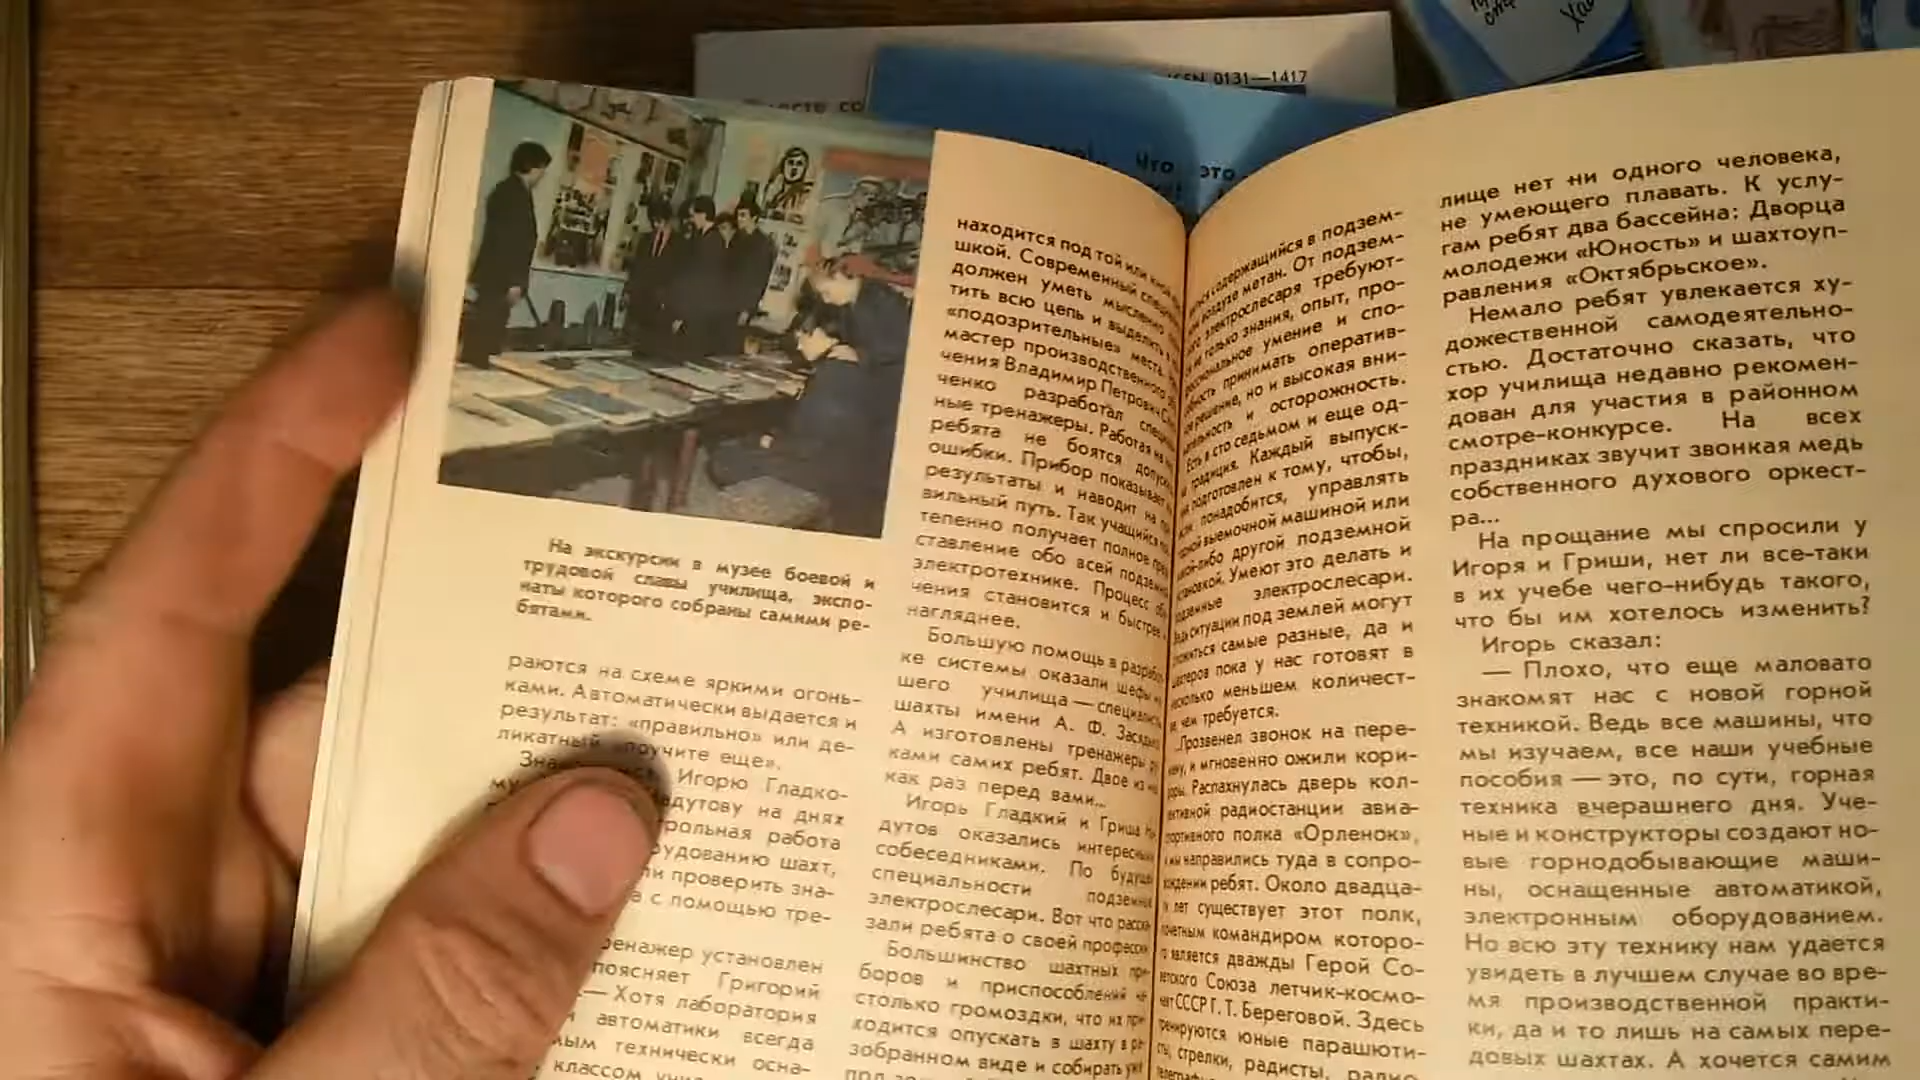 ISSN 0131—1417
Что это
На экскурсии в музее боевой и
трудовой славы училища, экспо-
наты которого собраны самими ре-
бятами.
раются на схеме яркими огонь-
ками. Автоматически выдается и
результат: «правильно» или де-
ликатный «поручите еще».
Игорю Гладко-
на днях
работа
шахт,
проверить зна-
с помощью тре-
установлен
поясняет Григорий
— Хотя лаборатория
автоматики всегда
технически осна-
классом
находится под той или иной
шкой. Современный
должен уметь мысленно
тить всю цепь и выделить
«подозрительные» места.
мастер производственного
чения Владимир Петрович
ченко разработал
ные тренажеры. Работая на
ребята не боятся
ошибки. Прибор показывает
результаты и наводит на
вильный путь. Так учащийся
тепенно получает полное
ставление обо всей
электротехнике. Процесс
чения становится и быстрее
нагляднее.
Большую помощь в
ке системы оказали шефы
шего училища — специалисты
шахты имени А. Ф. Засядько
А изготовлены тренажеры
ками самих ребят. Двое из
как раз перед вами...
Игорь Гладкий и Гриша
дутов оказались
собеседниками. По будущей
специальности
электрослесари. Вот что
зали ребята о своей профессии
Большинство шахтных
боров и приспособлений
столько громоздки, что их
ходится опускать в шахту в
зобранном виде и собирать уже
содержащийся в подзем-
воздухе метан. От подзем-
электрослесаря требуют-
только знания, опыт, про-
умение и спо-
принимать оператив-
решение, но и высокая вни-
и осторожность.
Есть в сто седьмом и еще од-
традиция. Каждый выпуск-
подготовлен к тому, чтобы,
понадобится, управлять
выемочной машиной или
другой подземной
Умеют это делать и
электрослесари.
ситуации под землей могут
самые разные, да и
пока у нас готовят в
меньшем количест-
чем требуется.
Прозвенел звонок на пере-
и мгновенно ожили кори-
Распахнулась дверь кол-
радиостанции авиа-
полка «Орленок»,
мы направились туда в сопро-
ребят. Около двадца-
лет существует этот полк,
командиром которо-
является дважды Герой Со-
Союза летчик-космо-
СССР Г. Т. Береговой. Здесь
юные парашюти-
стрелки, радисты,
лище нет ни одного человека,
не умеющего плавать. К услу-
гам ребят два бассейна: Дворца
молодежи «Юность» и шахтоуп-
равления «Октябрьское».
Немало ребят увлекается ху-
дожественной самодеятельно-
стью. Достаточно сказать, что
хор училища недавно рекомен-
дован для участия в районном
смотре-конкурсе. На всех
праздниках звучит звонкая медь
собственного духового оркест-
ра...
На прощание мы спросили у
Игоря и Гриши, нет ли все-таки
в их учебе чего-нибудь такого,
что бы им хотелось изменить?
Игорь сказал:
— Плохо, что еще маловато
знакомят нас с новой горной
техникой. Ведь все машины, что
мы изучаем, все наши учебные
пособия — это, по сути, горная
техника вчерашнего дня. Уче-
ные и конструкторы создают но-
вые горнодобывающие маши-
ны, оснащенные автоматикой,
электронным оборудованием.
Но всю эту технику нам удается
увидеть в лучшем случае во вре-
мя производственной практи-
ки, да и то лишь на самых пере-
довых шахтах. А хочется самим